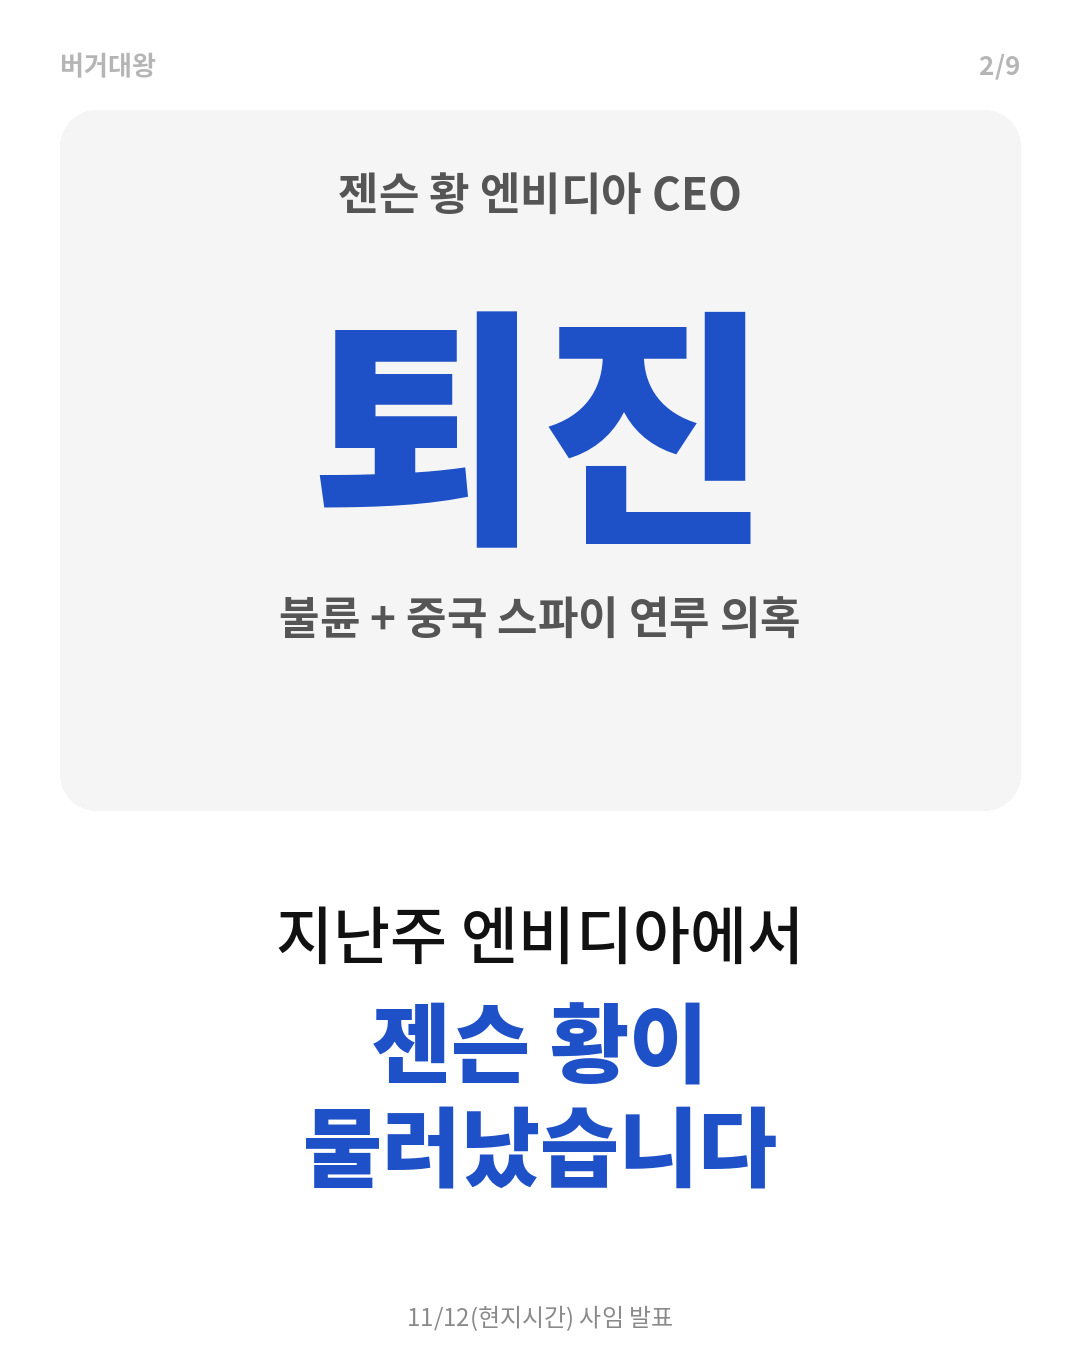 버거대왕
2/9
젠슨 황 엔비디아 CEO
퇴진
불륜 + 중국 스파이 연루 의혹
지난주 엔비디아에서
젠슨 황이
물러났습니다
11/12(현지시간) 사임 발표